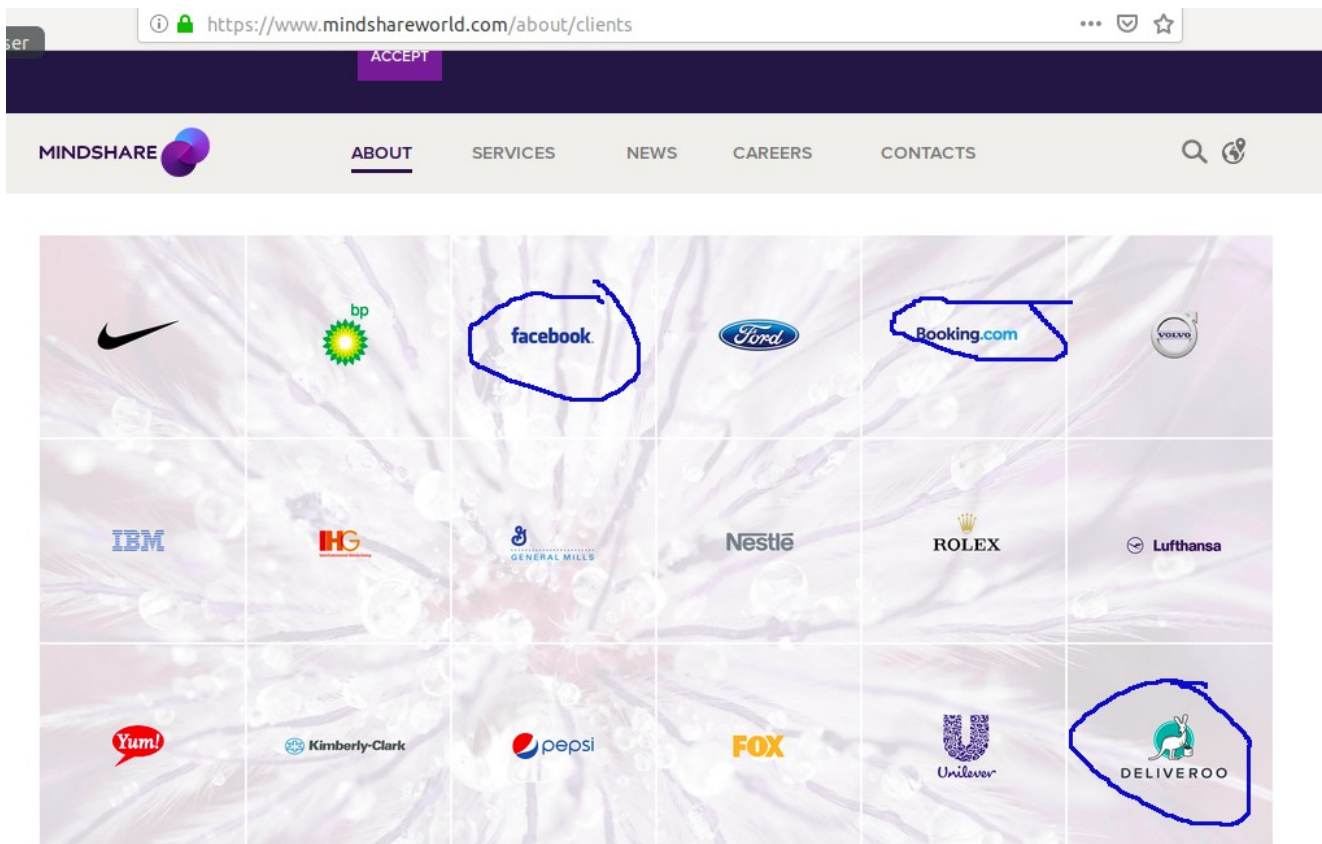 https://www.mindshareworld.com/about/clients
ser
ACCEPT
MINDSHARE ABOUT SERVICES NEWS CAREERS CONTACTS
bp
facebook. Ford Booking.com VOLVO
IBM IHG GENERAL MILLS Nestlē ROLEX Lufthansa
Yum! Kimberly-Clark pepsi FOX Unilever DELIVEROO